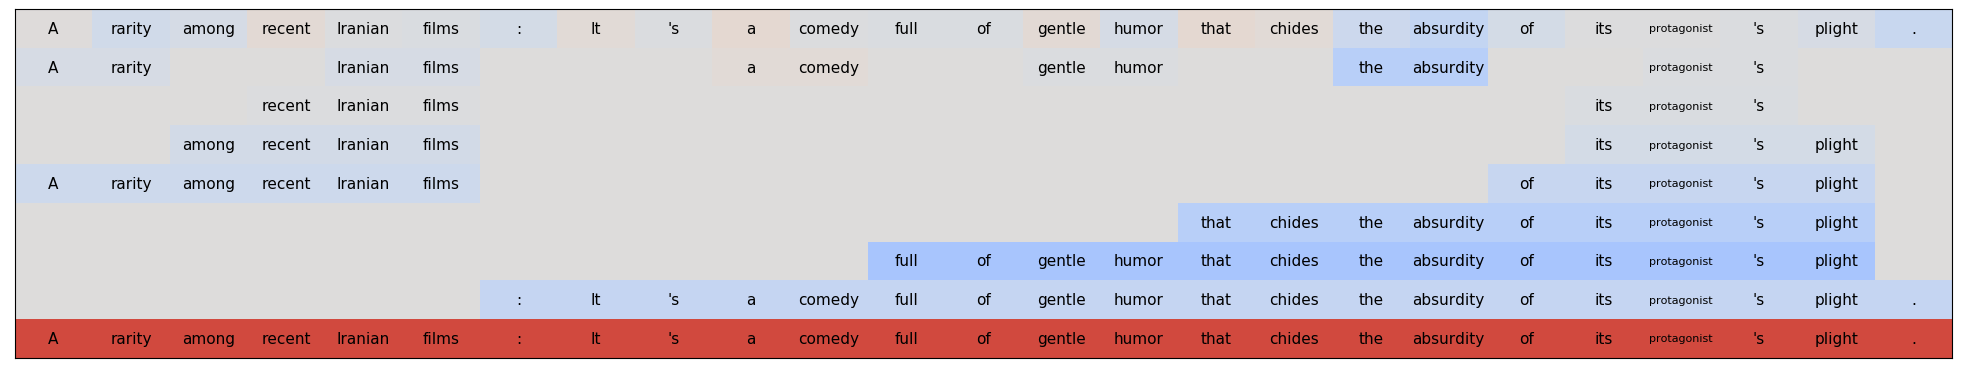 A rarity among recent Iranian films : It 's a comedy full of gentle humor that chides the absurdity of its protagonist 's plight .
A rarity Iranian films a comedy gentle humor the absurdity protagonist 's
recent Iranian films its protagonist 's
among recent Iranian films its protagonist 's plight
A rarity among recent Iranian films of its protagonist 's plight
that chides the absurdity of its protagonist 's plight
full of gentle humor that chides the absurdity of its protagonist 's plight
: It 's a comedy full of gentle humor that chides the absurdity of its protagonist 's plight .
A rarity among recent Iranian films : It 's a comedy full of gentle humor that chides the absurdity of its protagonist 's plight .